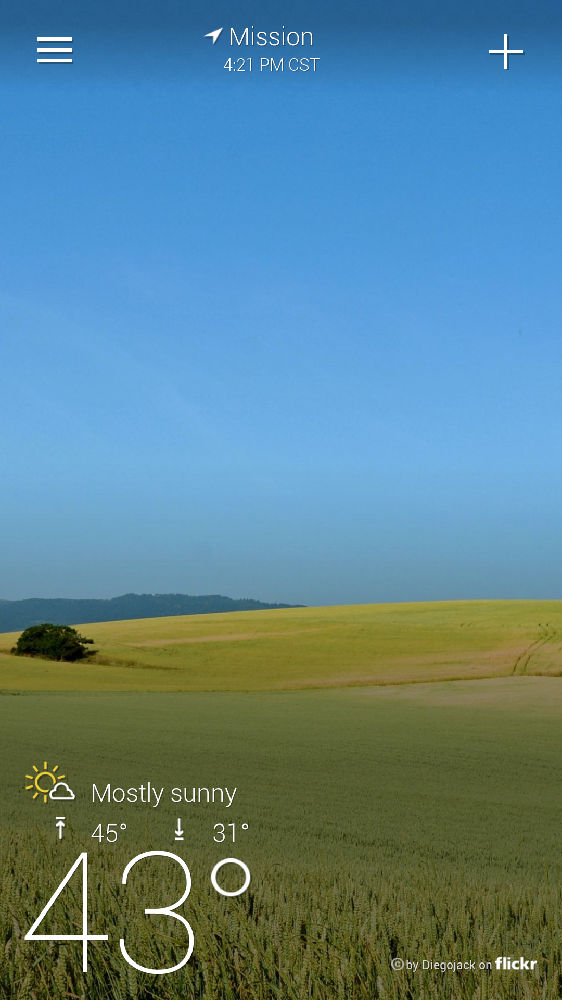 Mission
4:21 PM CST
Mostly sunny
45° 31°
43°
© by Diegojack on flickr